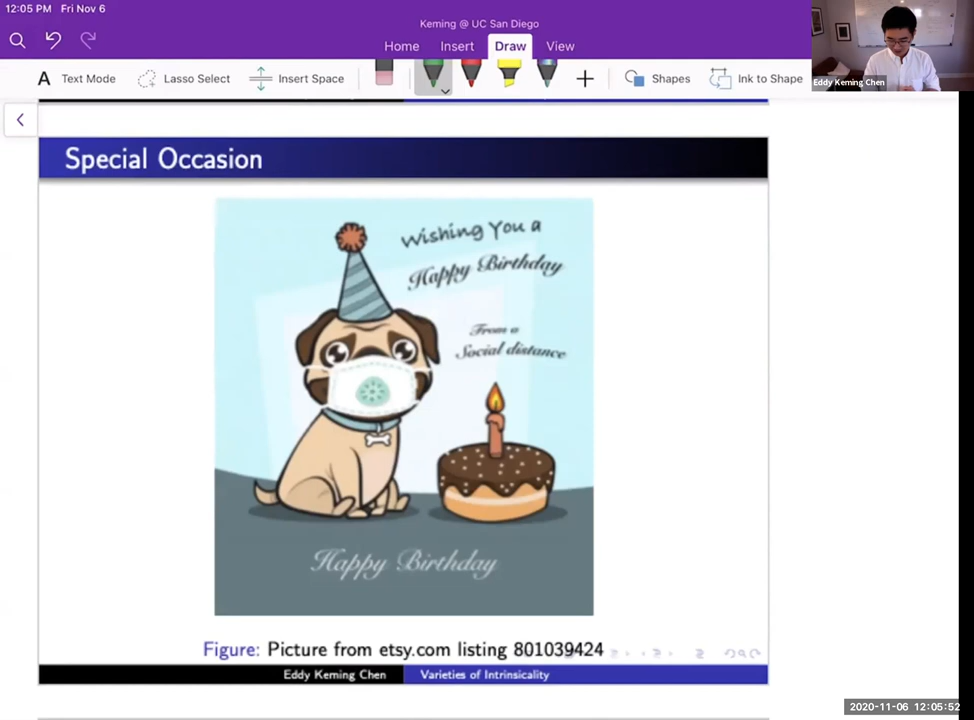 12:05 PM Fri Nov 6
Keming @ UC San Diego
Home Insert Draw View
A Text Mode Lasso Select Insert Space Shapes Ink to Shape
Eddy Keming Chen
Special Occasion
Wishing You a
Happy Birthday
From a
Social distance
Happy Birthday
Figure: Picture from etsy.com listing 801039424
Eddy Keming Chen Varieties of Intrinsicality
2020-11-06 12:05:52